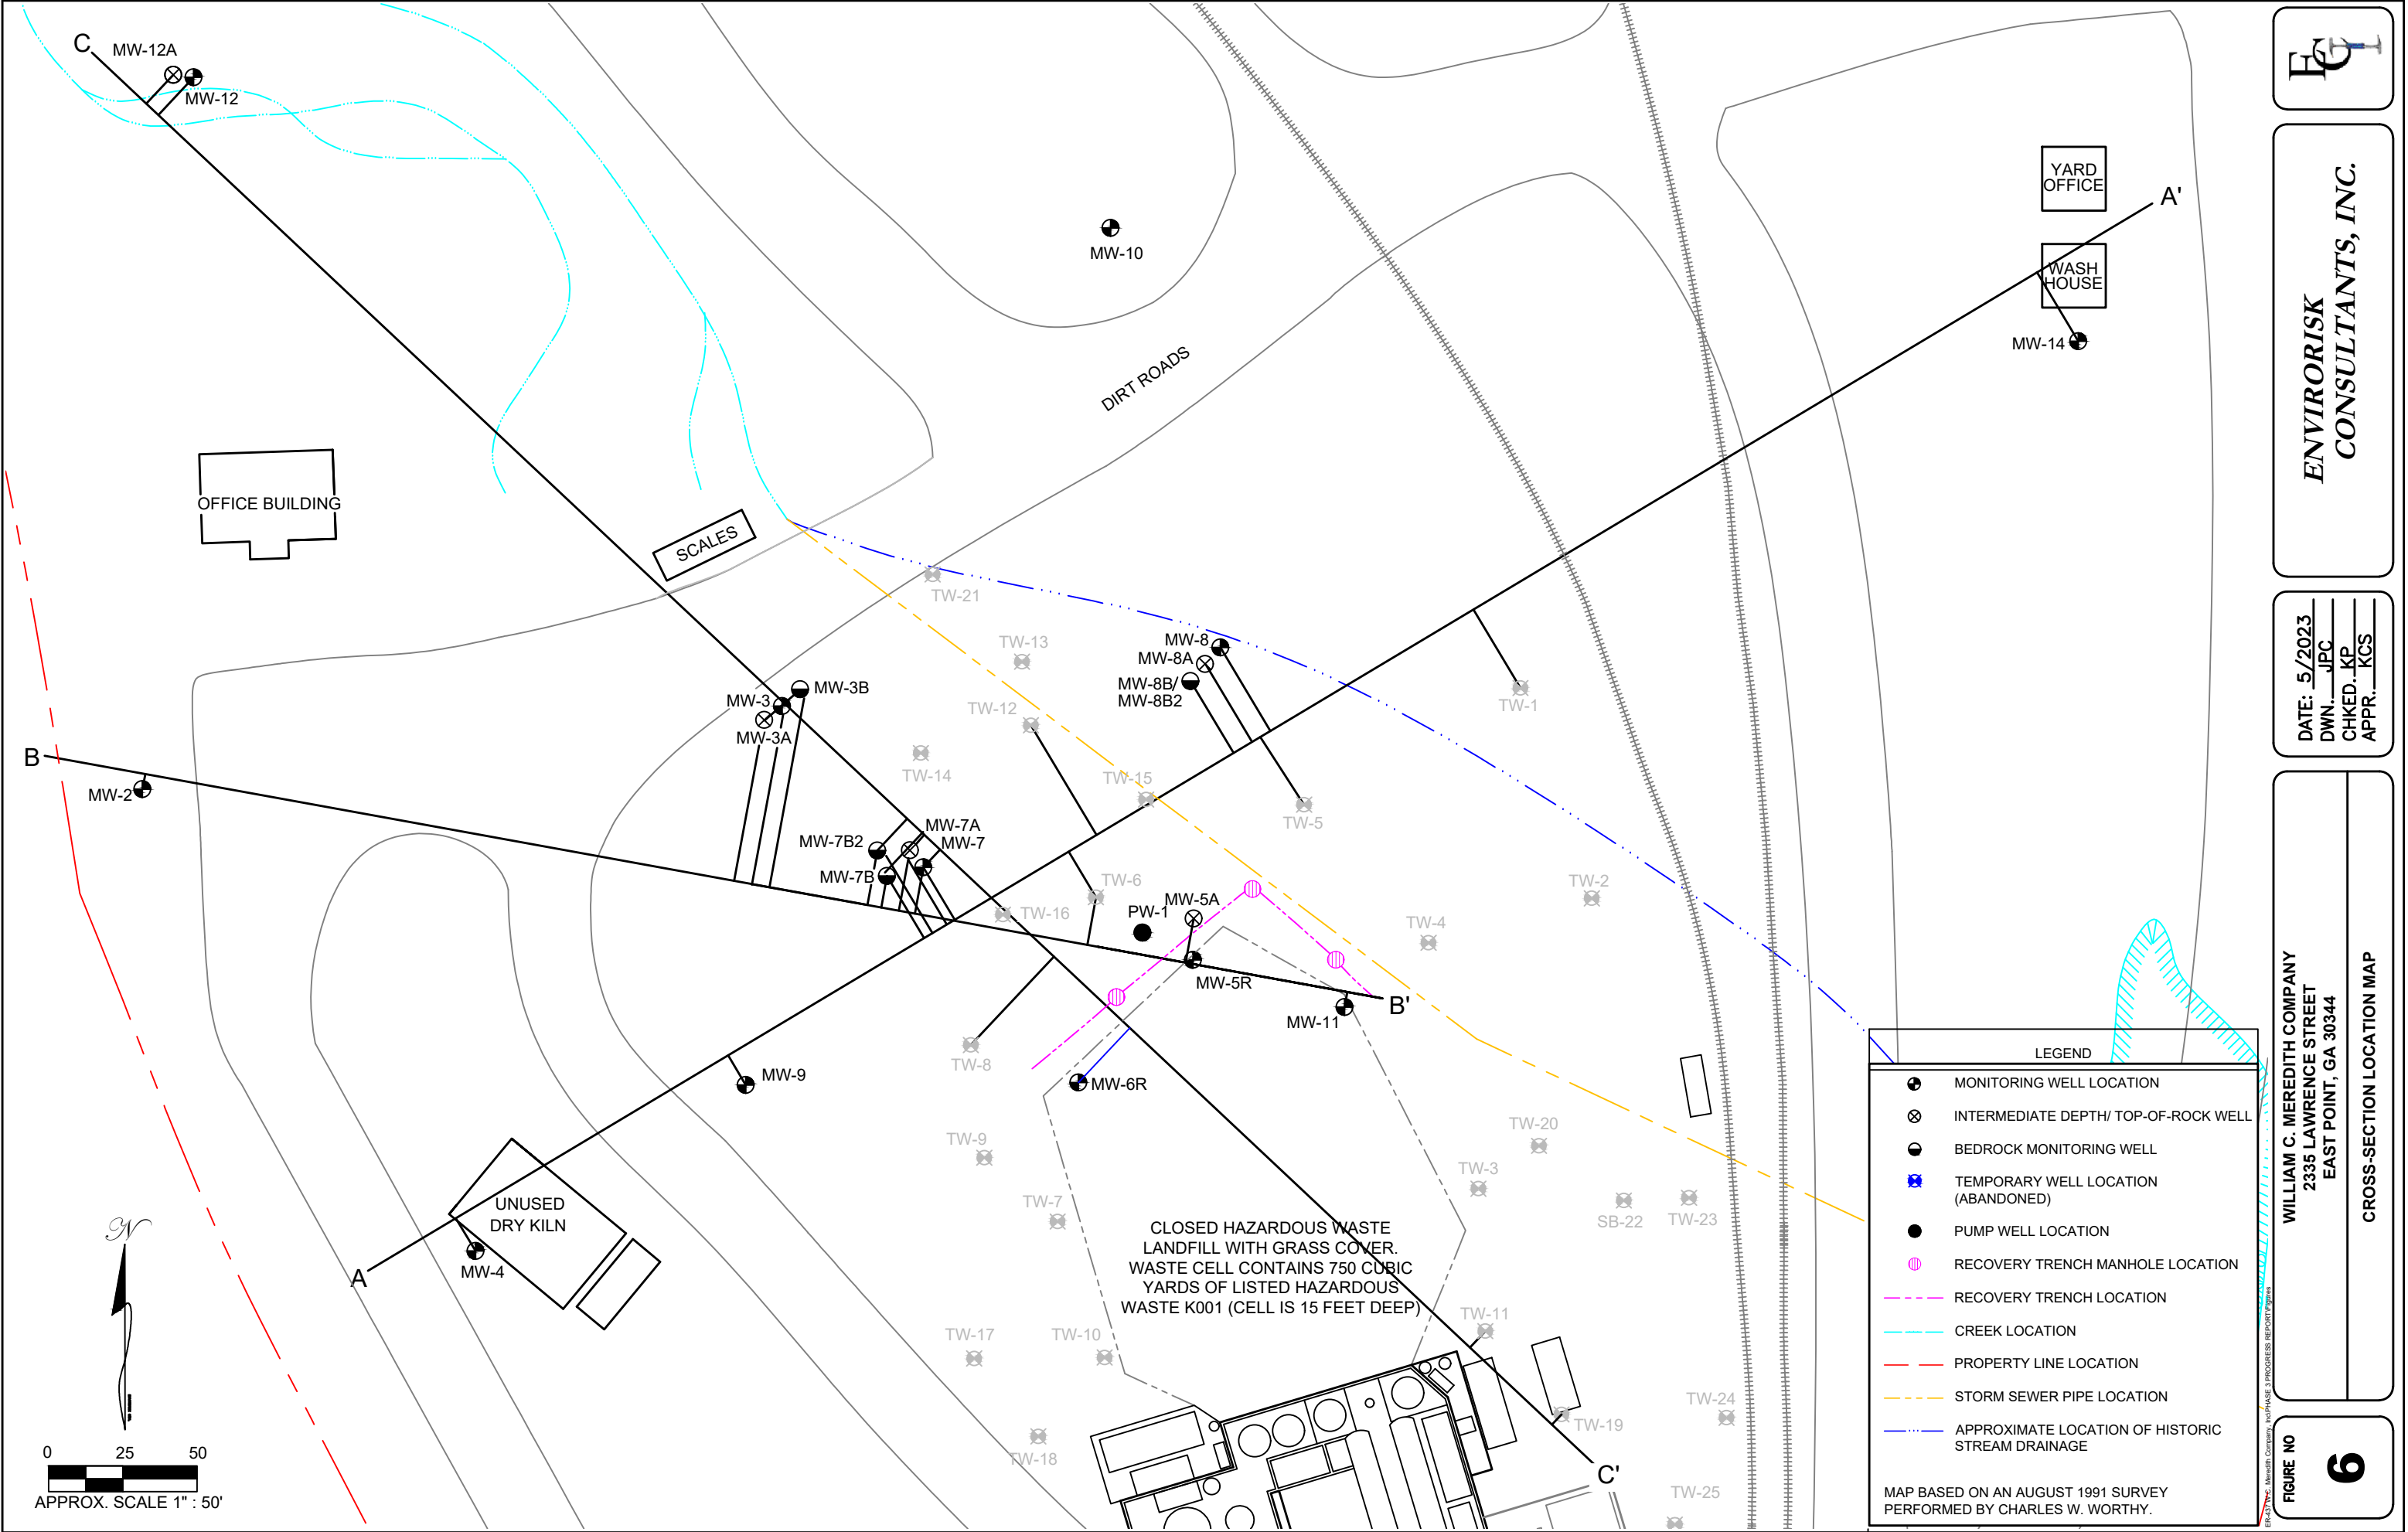 C
MW-12A
MW-12
MW-10
YARD
OFFICE
A'
WASH
HOUSE
MW-14
DIRT ROADS
OFFICE BUILDING
SCALES
TW-21
TW-13
MW-8
MW-8A
MW-8B/
MW-8B2
TW-1
MW-3B
MW-3
MW-3A
TW-12
TW-14
TW-15
TW-5
B
MW-2
MW-7A
MW-7
MW-7B2
MW-7B
TW-6
TW-16
PW-1
MW-5A
TW-2
TW-4
MW-5R
B'
MW-11
TW-8
MW-9
MW-6R
TW-9
TW-20
TW-3
TW-7
SB-22
TW-23
UNUSED
DRY KILN
A
MW-4
CLOSED HAZARDOUS WASTE
LANDFILL WITH GRASS COVER.
WASTE CELL CONTAINS 750 CUBIC
YARDS OF LISTED HAZARDOUS
WASTE K001 (CELL IS 15 FEET DEEP)
TW-17
TW-10
TW-11
TW-18
TW-19
TW-24
C'
TW-25
N
0 25 50
APPROX. SCALE 1" : 50'
LEGEND
MONITORING WELL LOCATION
INTERMEDIATE DEPTH/ TOP-OF-ROCK WELL
BEDROCK MONITORING WELL
TEMPORARY WELL LOCATION
(ABANDONED)
PUMP WELL LOCATION
RECOVERY TRENCH MANHOLE LOCATION
RECOVERY TRENCH LOCATION
CREEK LOCATION
PROPERTY LINE LOCATION
STORM SEWER PIPE LOCATION
APPROXIMATE LOCATION OF HISTORIC
STREAM DRAINAGE
MAP BASED ON AN AUGUST 1991 SURVEY
PERFORMED BY CHARLES W. WORTHY.
ECI
ENVIRORISK
CONSULTANTS, INC.
DATE: 5/2023
DWN. JPC
CHKED. KP
APPR. KCS
WILLIAM C. MEREDITH COMPANY
2335 LAWRENCE STREET
EAST POINT, GA 30344
CROSS-SECTION LOCATION MAP
FIGURE NO
6